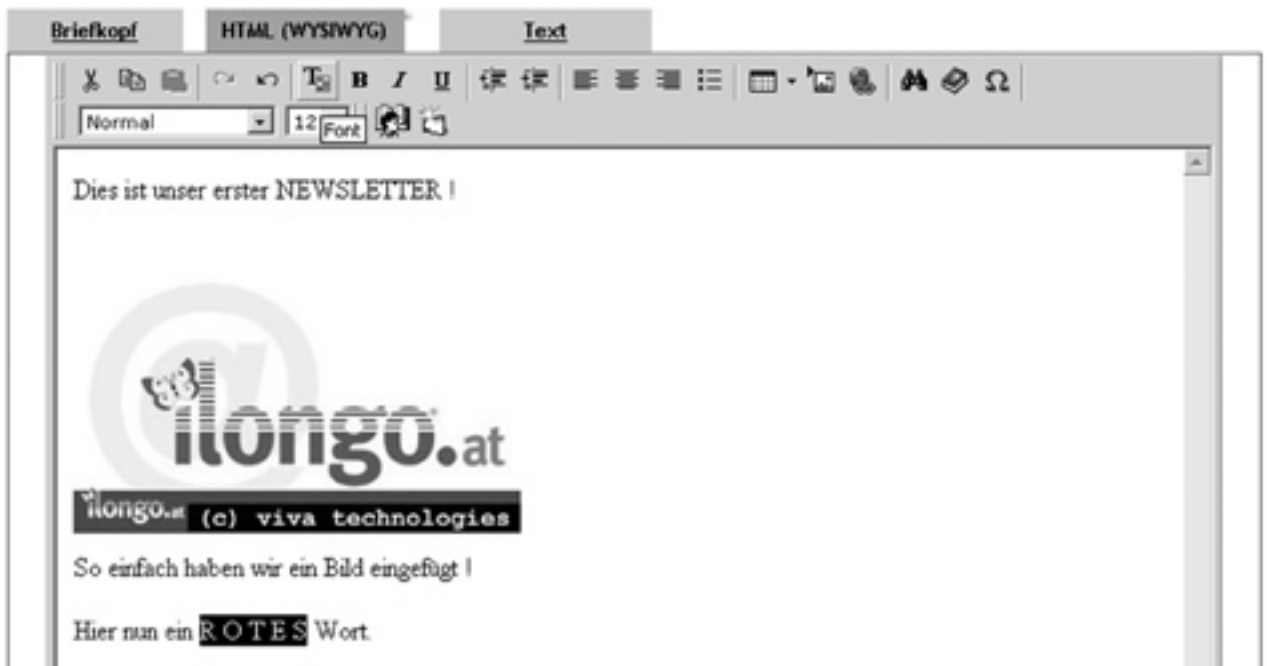 Briefkopf HTML (WYSIWYG) Text
B I U Ω
Normal 12 Font
Dies ist unser erster NEWSLETTER !
@
ilongo.at
ilongo.at (c) viva technologies
So einfach haben wir ein Bild eingefügt !
Hier nun ein R O T E S Wort.